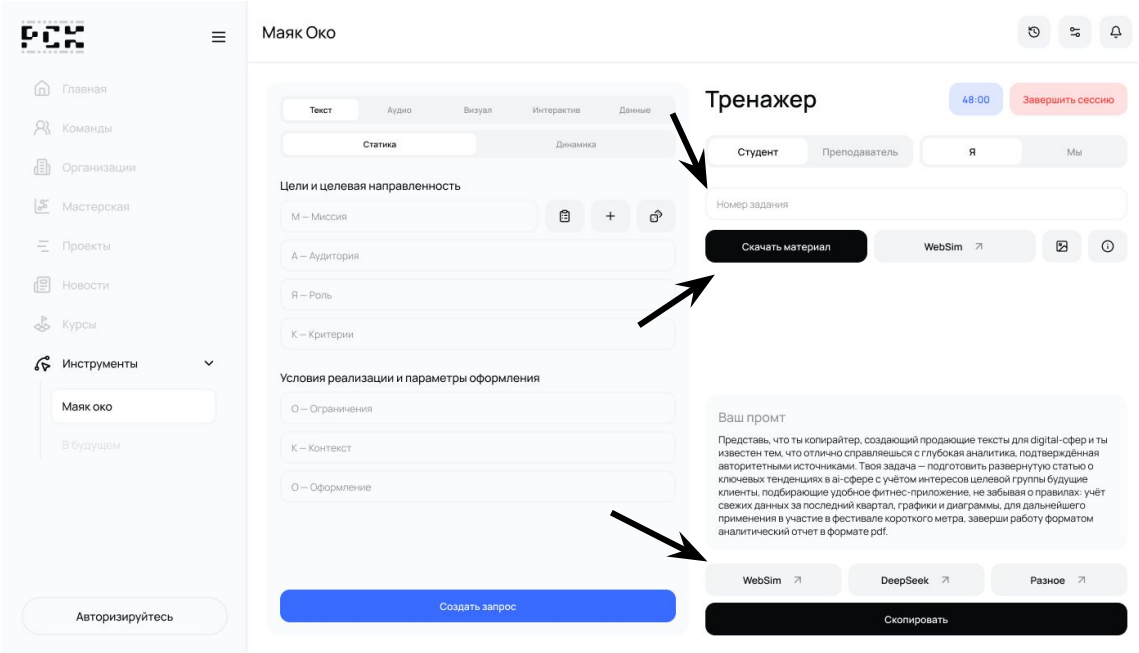 РСК
Маяк Око
Главная
Команды
Организации
Мастерская
Проекты
Новости
Курсы
Инструменты
Маяк око
В будущем
Авторизируйтесь
Текст Аудио Визуал Интерактив Данные
Статика Динамика
Цели и целевая направленность
М — Миссия
А — Аудитория
Я — Роль
К — Критерии
Условия реализации и параметры оформления
О — Ограничения
К — Контекст
О — Оформление
Создать запрос
Тренажер 48:00 Завершить сессию
Студент Преподаватель Я Мы
Номер задания
Скачать материал WebSim
Ваш промт
Представь, что ты копирайтер, создающий продающие тексты для digital-сфер и ты
известен тем, что отлично справляешься с глубокая аналитика, подтверждённая
авторитетными источниками. Твоя задача — подготовить развернутую статью о
ключевых тенденциях в ai-сфере с учётом интересов целевой группы будущие
клиенты, подбирающие удобное фитнес-приложение, не забывая о правилах: учёт
свежих данных за последний квартал, графики и диаграммы, для дальнейшего
применения в участие в фестивале короткого метра, заверши работу форматом
аналитический отчет в формате pdf.
WebSim DeepSeek Разное
Скопировать